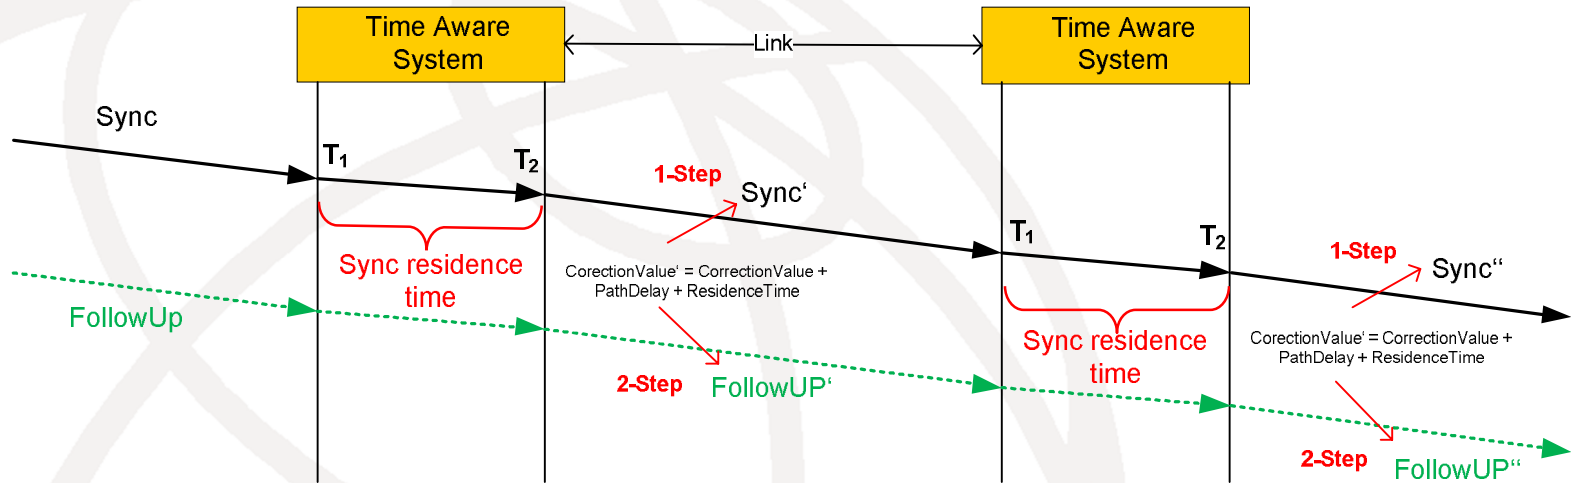 Time Aware
System
Link
Time Aware
System
Sync
T1
T2
1-Step
Sync‘
T1
T2
1-Step
Sync‘‘
Sync residence
time
CorectionValue‘ = CorrectionValue +
PathDelay + ResidenceTime
FollowUp
2-Step
FollowUP‘
Sync residence
time
CorectionValue‘ = CorrectionValue +
PathDelay + ResidenceTime
2-Step
FollowUP‘‘